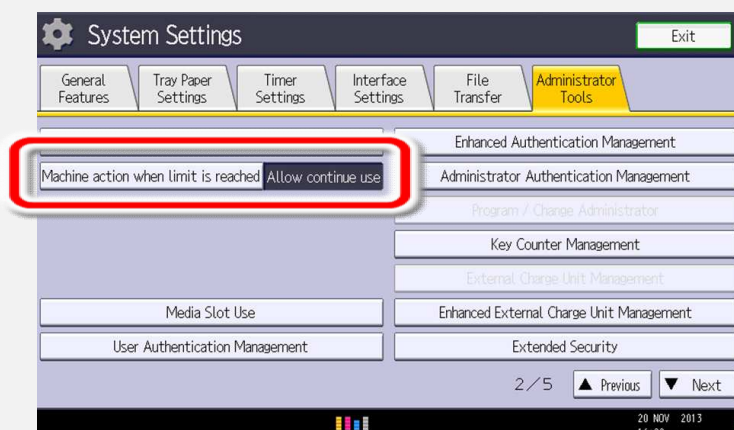 System Settings
Exit
General
Features
Tray Paper
Settings
Timer
Settings
Interface
Settings
File
Transfer
Administrator
Tools
Enhanced Authentication Management
Machine action when limit is reached Allow continue use
Administrator Authentication Management
Program / Change Administrator
Key Counter Management
External Charge Unit Management
Media Slot Use
Enhanced External Charge Unit Management
User Authentication Management
Extended Security
2/5 ▲ Previous ▼ Next
20 NOV 2013